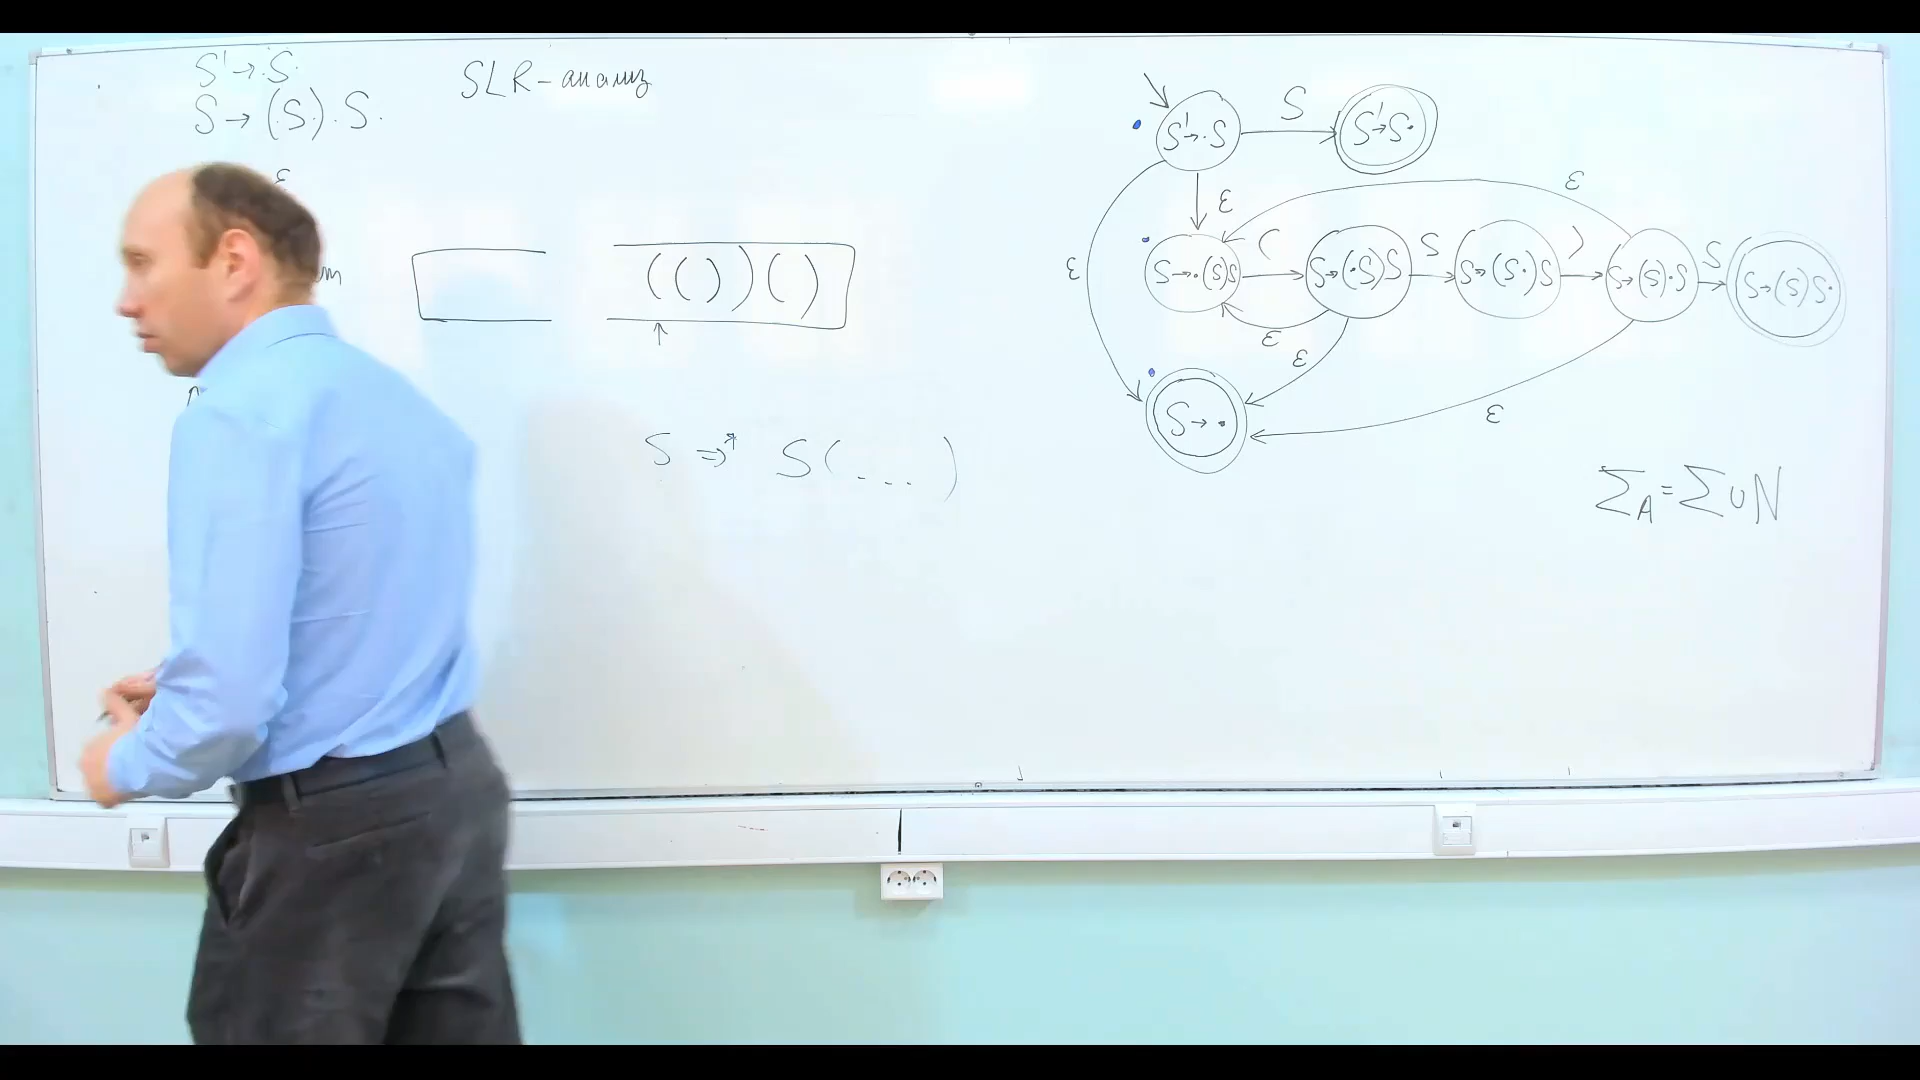 S' → .S.
S → (.S).S.
ε
SLR-анализ
(())()
S ⇒* S(...)
S
S'→.S
S'→S.
ε
ε
ε
(
S
)
S
S→.(S)S
S→(.S)S
S→(S.)S
S→(S).S
S→(S)S.
ε
ε
ε
S→.
Σ_A = Σ∪N